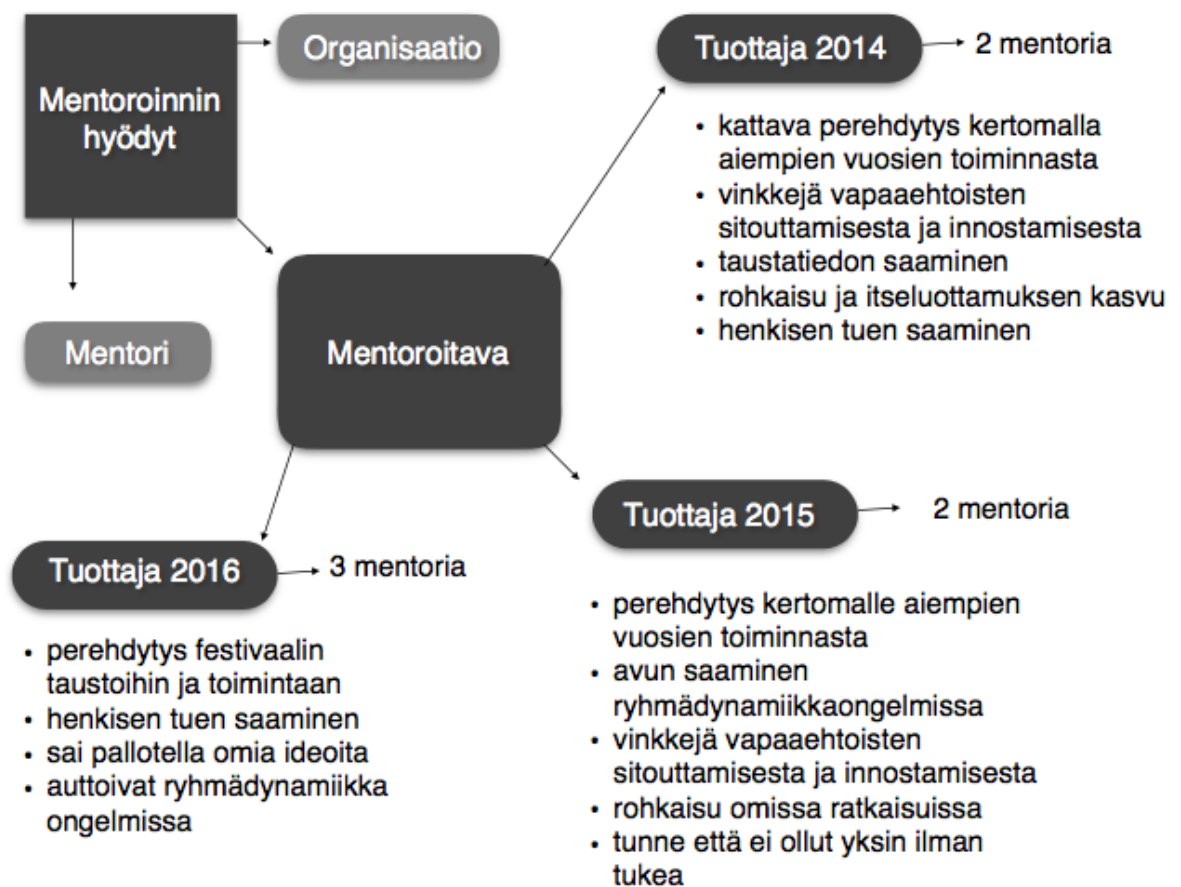 Mentoroinnin
hyödyt
Organisaatio
Mentori
Mentoroitava
Tuottaja 2014
2 mentoria
• kattava perehdytys kertomalla
aiempien vuosien toiminnasta
• vinkkejä vapaaehtoisten
sitouttamisesta ja innostamisesta
• taustatiedon saaminen
• rohkaisu ja itseluottamuksen kasvu
• henkisen tuen saaminen
Tuottaja 2015
2 mentoria
• perehdytys kertomalle aiempien
vuosien toiminnasta
• avun saaminen
ryhmädynamiikkaongelmissa
• vinkkejä vapaaehtoisten
sitouttamisesta ja innostamisesta
• rohkaisu omissa ratkaisuissa
• tunne että ei ollut yksin ilman
tukea
Tuottaja 2016
3 mentoria
• perehdytys festivaalin
taustoihin ja toimintaan
• henkisen tuen saaminen
• sai pallotella omia ideoita
• auttoivat ryhmädynamiikka
ongelmissa